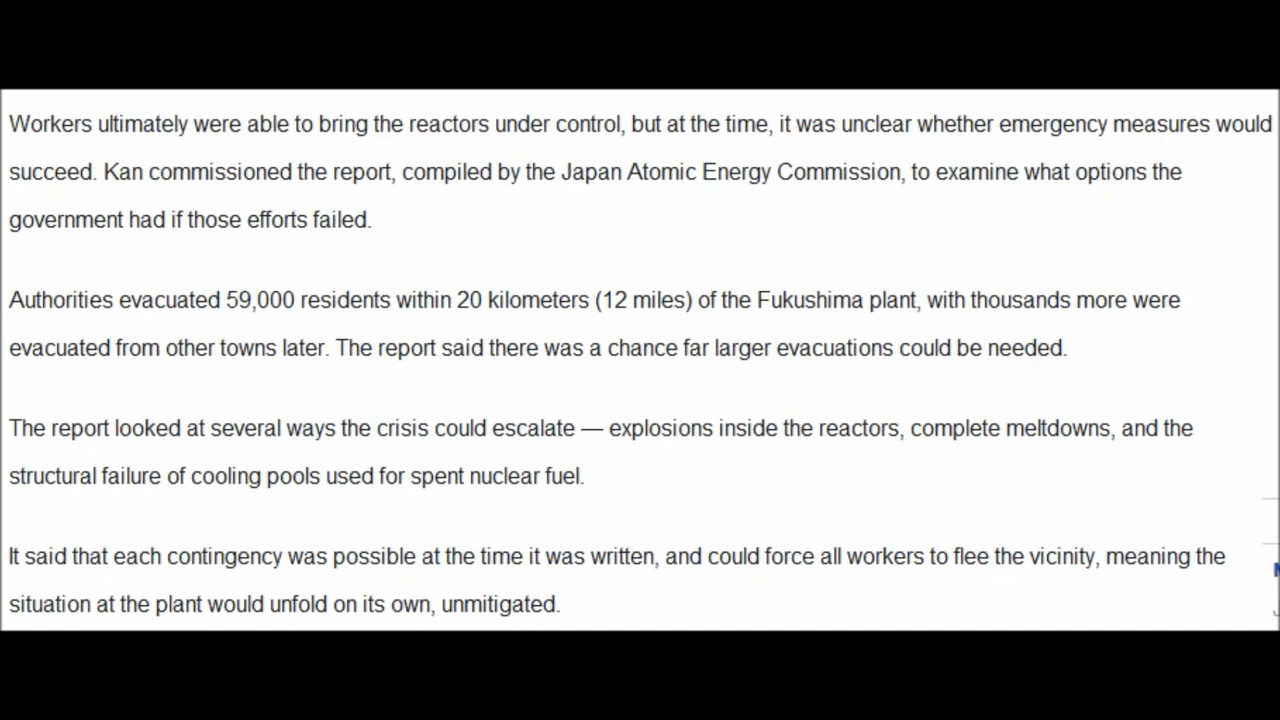 Workers ultimately were able to bring the reactors under control, but at the time, it was unclear whether emergency measures would
succeed. Kan commissioned the report, compiled by the Japan Atomic Energy Commission, to examine what options the
government had if those efforts failed.
Authorities evacuated 59,000 residents within 20 kilometers (12 miles) of the Fukushima plant, with thousands more were
evacuated from other towns later. The report said there was a chance far larger evacuations could be needed.
The report looked at several ways the crisis could escalate — explosions inside the reactors, complete meltdowns, and the
structural failure of cooling pools used for spent nuclear fuel.
It said that each contingency was possible at the time it was written, and could force all workers to flee the vicinity, meaning the
situation at the plant would unfold on its own, unmitigated.